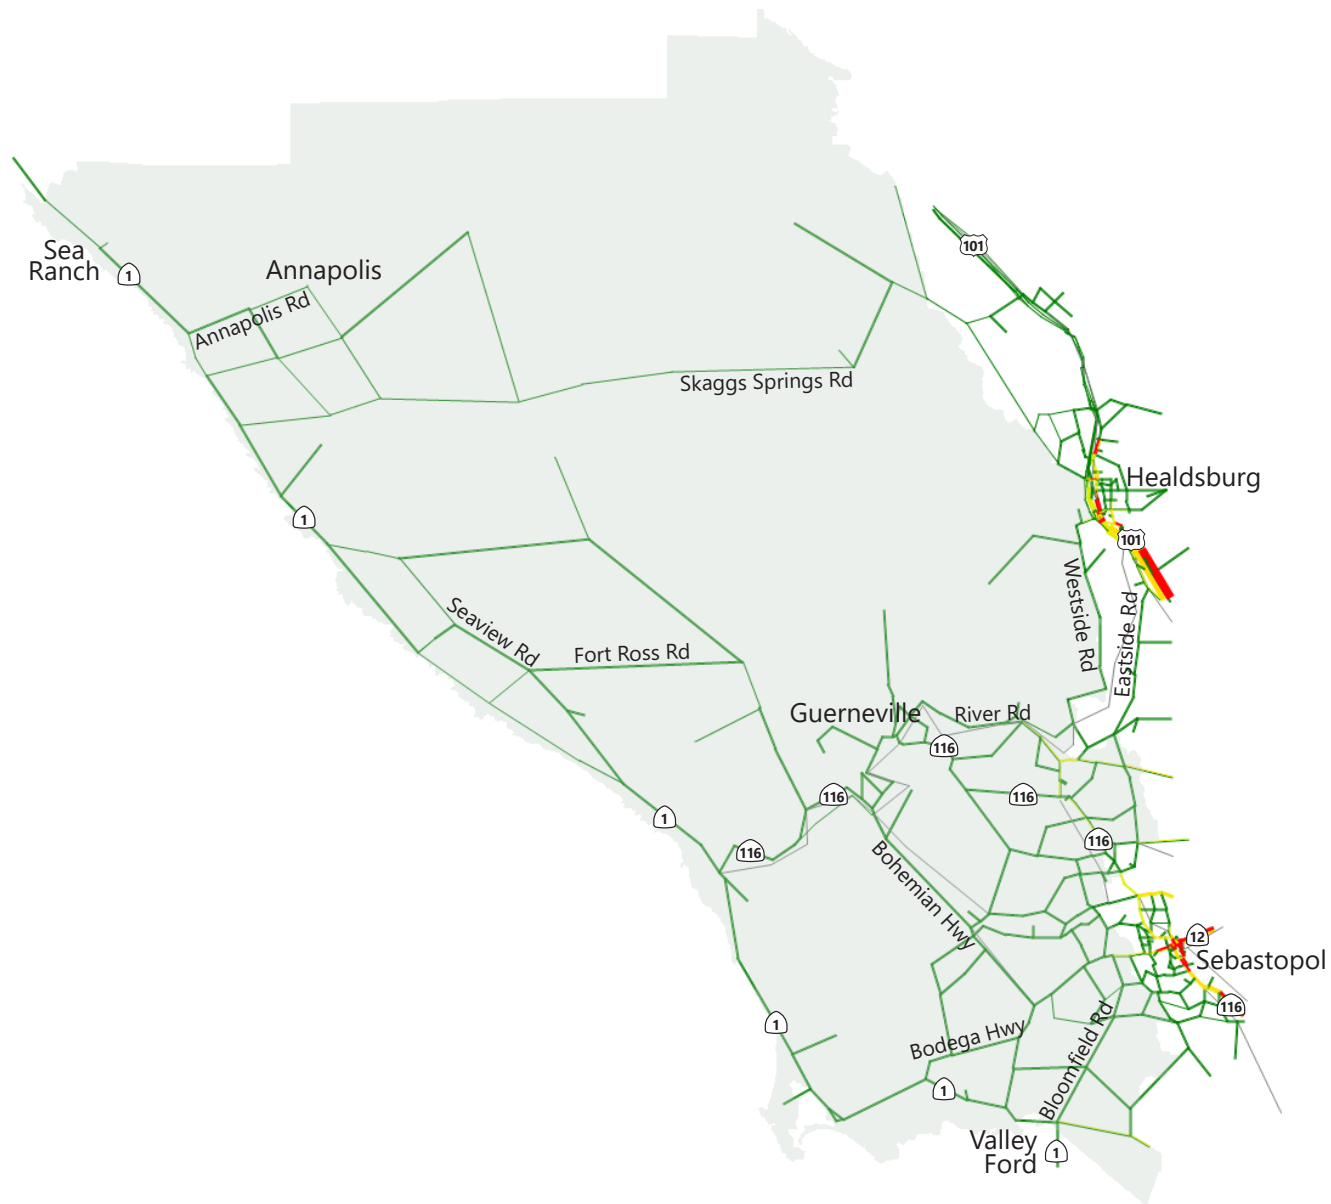 101
Sea
Ranch
1
Annapolis
Annapolis Rd
Skaggs Springs Rd
Healdsburg
1
101
Westside Rd
Eastside Rd
Seaview Rd
Fort Ross Rd
Guerneville
River Rd
116
116
116
1
116
116
Bohemian Hwy
12
Sebastopol
116
1
Bodega Hwy
Bloomfield Rd
1
Valley
Ford
1